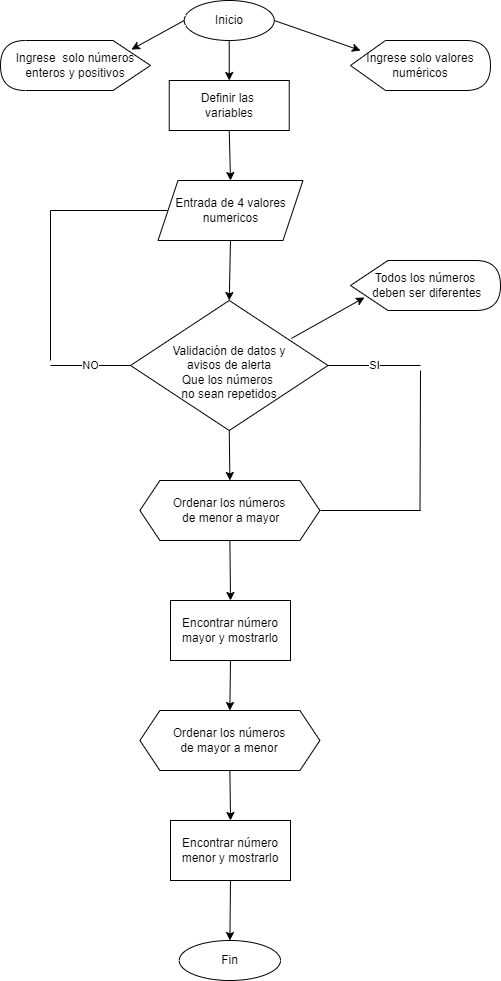 Inicio
Ingrese solo números
enteros y positivos
Ingrese solo valores
numéricos
Definir las
variables
Entrada de 4 valores
numericos
Todos los números
deben ser diferentes
Validación de datos y
avisos de alerta
Que los números
no sean repetidos
NO
SI
Ordenar los números
de menor a mayor
Encontrar número
mayor y mostrarlo
Ordenar los números
de mayor a menor
Encontrar número
menor y mostrarlo
Fin